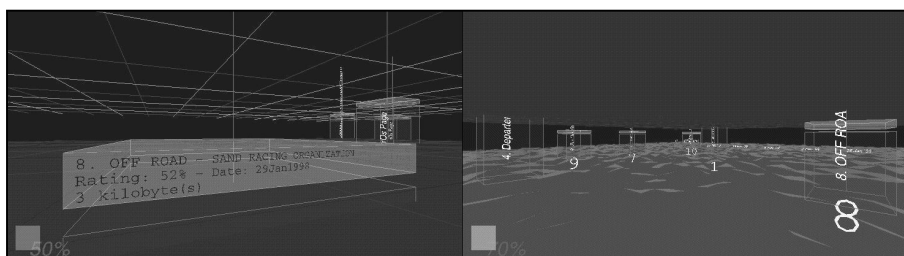 8. OFF ROAD - SAND RACING ORGANIZATION
Rating: 52% - Date: 29Jan1998
3 kilobyte(s)
50%
4. Departer
9
7
10
1
8. OFF ROA
8
70%